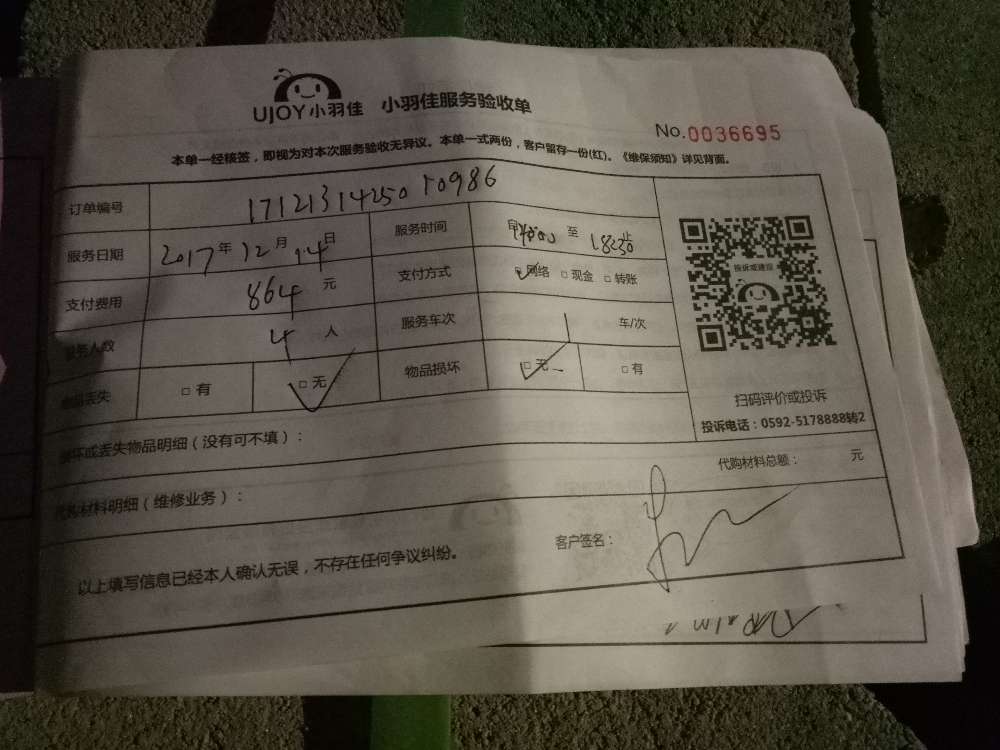 UJOY小羽佳 小羽佳服务验收单
No.0036695
本单一经核签，即视为对本次服务验收无异议。本单一式两份，客户留存一份(红)。《维保须知》详见背面。
订单编号 17121314250 10986
服务日期 2017年12月14日 服务时间 至
支付费用 864元 支付方式 □网络 □现金 □转账
服务人数 4人 服务车次 车/次
物品丢失 □有 □无 物品损坏 □无 □有
投诉或建议
扫码评价或投诉
投诉电话：0592-5178888转2
损坏或丢失物品明细（没有可不填）：
代购材料明细（维修业务）： 代购材料总额： 元
以上填写信息已经本人确认无误，不存在任何争议纠纷。 客户签名：